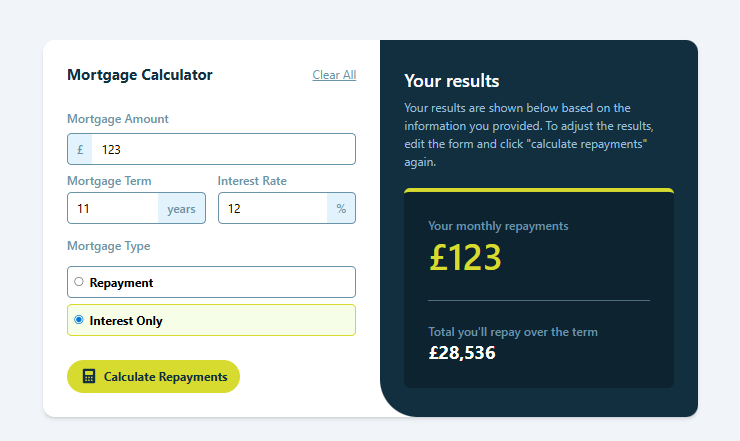 Mortgage Calculator
Clear All
Mortgage Amount
£ 123
Mortgage Term
11 years
Interest Rate
12 %
Mortgage Type
Repayment
Interest Only
Calculate Repayments
Your results
Your results are shown below based on the
information you provided. To adjust the results,
edit the form and click "calculate repayments"
again.
Your monthly repayments
£123
Total you'll repay over the term
£28,536